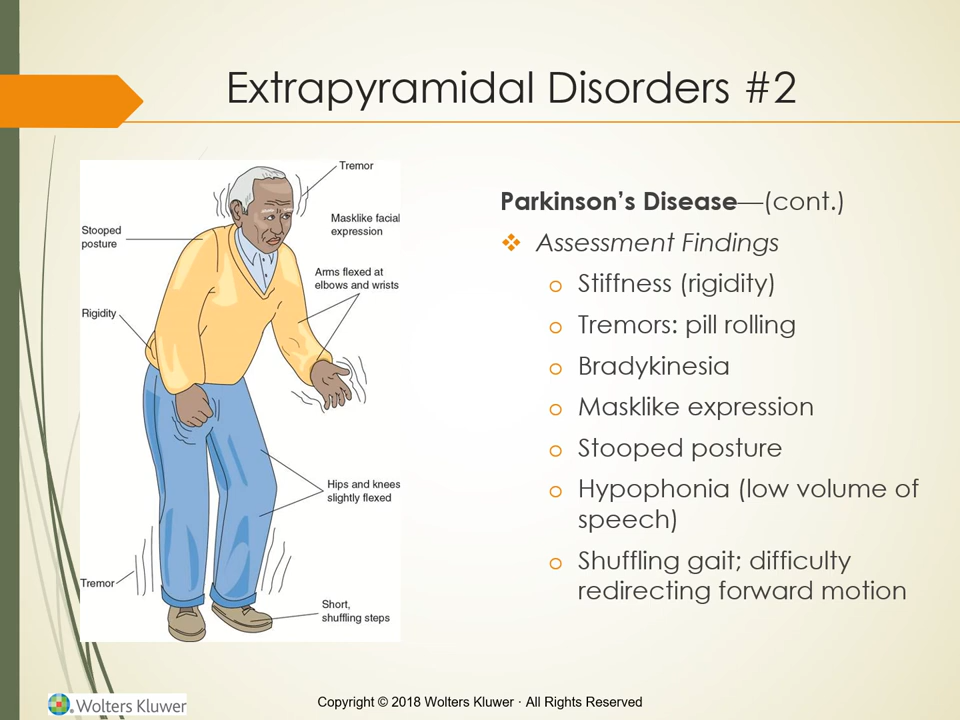 Extrapyramidal Disorders #2
Tremor
Masklike facial
expression
Stooped
posture
Arms flexed at
elbows and wrists
Rigidity
Hips and knees
slightly flexed
Tremor
Short,
shuffling steps
Parkinson's Disease—(cont.)
❖ Assessment Findings
o Stiffness (rigidity)
o Tremors: pill rolling
o Bradykinesia
o Masklike expression
o Stooped posture
o Hypophonia (low volume of
speech)
o Shuffling gait; difficulty
redirecting forward motion
Wolters Kluwer
Copyright © 2018 Wolters Kluwer · All Rights Reserved